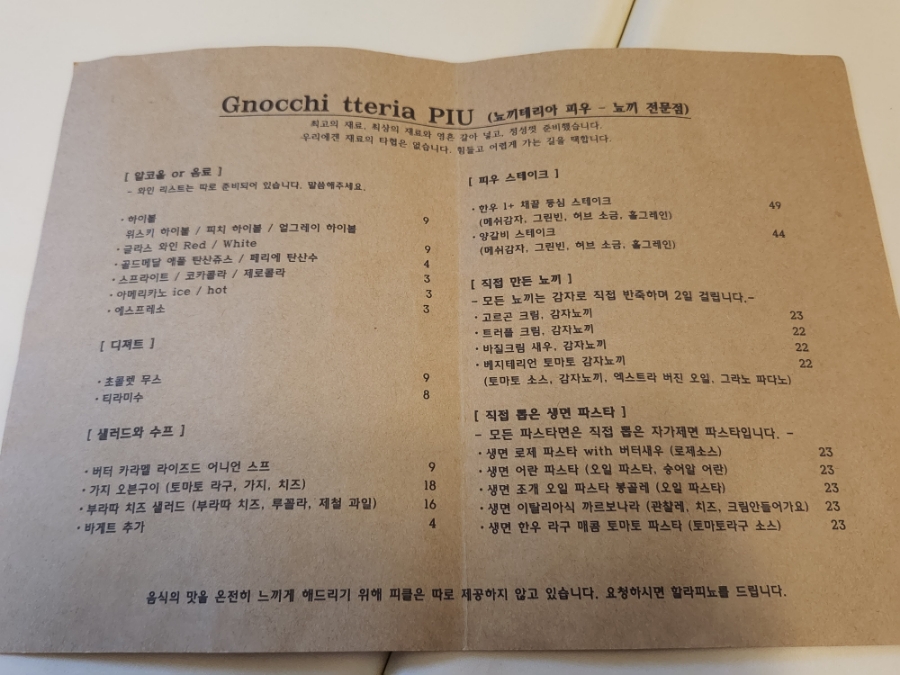 Gnocchi tteria PIU (뇨끼테리아 피우 - 뇨끼 전문점)
최고의 재료, 최상의 재료와 영혼 갈아 넣고, 정성껏 준비했습니다.
우리에겐 재료의 타협은 없습니다. 힘들고 어렵게 가는 길을 택합니다.
[ 알코올 or 음료 ]
- 와인 리스트는 따로 준비되어 있습니다. 말씀해주세요.
· 하이볼 9
위스키 하이볼 / 피치 하이볼 / 얼그레이 하이볼
· 글라스 와인 Red / White 9
· 골드메달 애플 탄산쥬스 / 페리에 탄산수 4
· 스프라이트 / 코카콜라 / 제로콜라 3
· 아메리카노 ice / hot 3
· 에스프레소 3
[ 디져트 ]
· 초콜렛 무스 9
· 티라미수 8
[ 샐러드와 수프 ]
· 버터 카라멜 라이즈드 어니언 스프 9
· 가지 오븐구이 (토마토 라구, 가지, 치즈) 18
· 부라따 치즈 샐러드 (부라따 치즈, 루꼴라, 제철 과일) 16
· 바게트 추가 4
[ 피우 스테이크 ]
· 한우 1+ 채끝 등심 스테이크 49
(메쉬감자, 그린빈, 허브 소금, 홀그레인)
· 양갈비 스테이크 44
(메쉬감자, 그린빈, 허브 소금, 홀그레인)
[ 직접 만든 뇨끼 ]
- 모든 뇨끼는 감자로 직접 반죽하며 2일 걸립니다.-
· 고르곤 크림, 감자뇨끼 23
· 트러플 크림, 감자뇨끼 22
· 바질크림 새우, 감자뇨끼 22
· 베지테리언 토마토 감자뇨끼 22
(토마토 소스, 감자뇨끼, 엑스트라 버진 오일, 그라노 파다노)
[ 직접 뽑은 생면 파스타 ]
- 모든 파스타면은 직접 뽑은 자가제면 파스타입니다. -
· 생면 로제 파스타 with 버터새우 (로제소스) 23
· 생면 어란 파스타 (오일 파스타, 숭어알 어란) 23
· 생면 조개 오일 파스타 봉골레 (오일 파스타) 23
· 생면 이탈리아식 까르보나라 (관찰레, 치즈, 크림안들어가요) 23
· 생면 한우 라구 매콤 토마토 파스타 (토마토라구 소스) 23
음식의 맛을 온전히 느끼게 해드리기 위해 피클은 따로 제공하지 않고 있습니다. 요청하시면 할라피뇨를 드립니다.